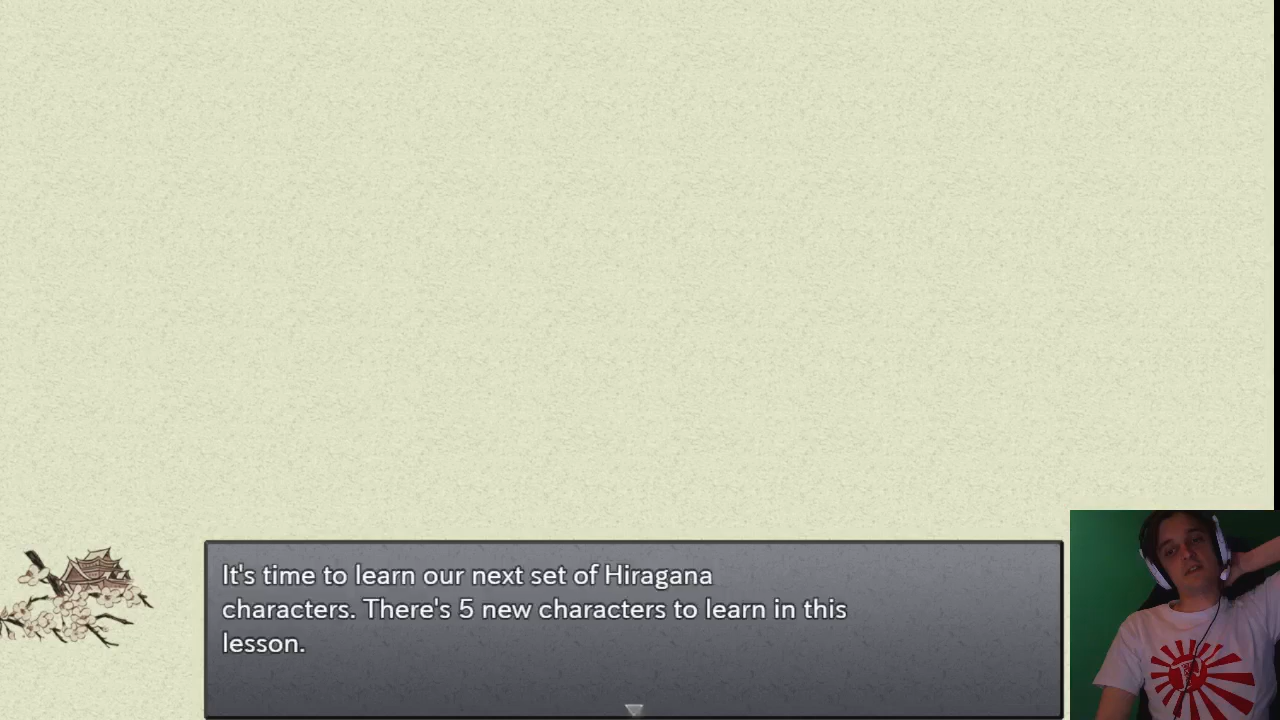 It's time to learn our next set of Hiragana
characters. There's 5 new characters to learn in this
lesson.